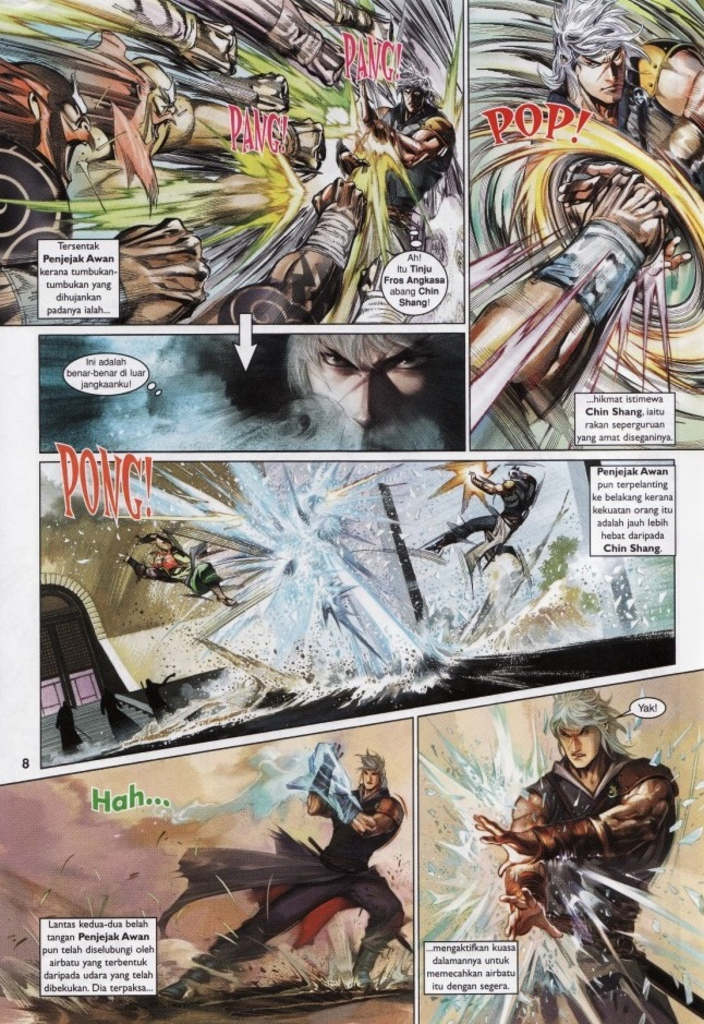 PANG!
PANG!
Tersentak
Penjejak Awan
kerana tumbukan-
tumbukan yang
dihujankan
padanya ialah...
Ah!
Itu Tinju
Fros Angkasa
abang Chin
Shang!
POP!
...hikmat istimewa
Chin Shang, iaitu
rakan seperguruan
yang amat diseganinya.
Ini adalah
benar-benar di luar
jangkaanku!
PONG!
Penjejak Awan
pun terpelanting
ke belakang kerana
kekuatan orang itu
adalah jauh lebih
hebat daripada
Chin Shang.
8
Hah...
Lantas kedua-dua belah
tangan Penjejak Awan
pun telah diselubungi oleh
airbatu yang terbentuk
daripada udara yang telah
dibekukan. Dia terpaksa...
Yak!
...mengaktifkan kuasa
dalamannya untuk
memecahkan airbatu
itu dengan segera.